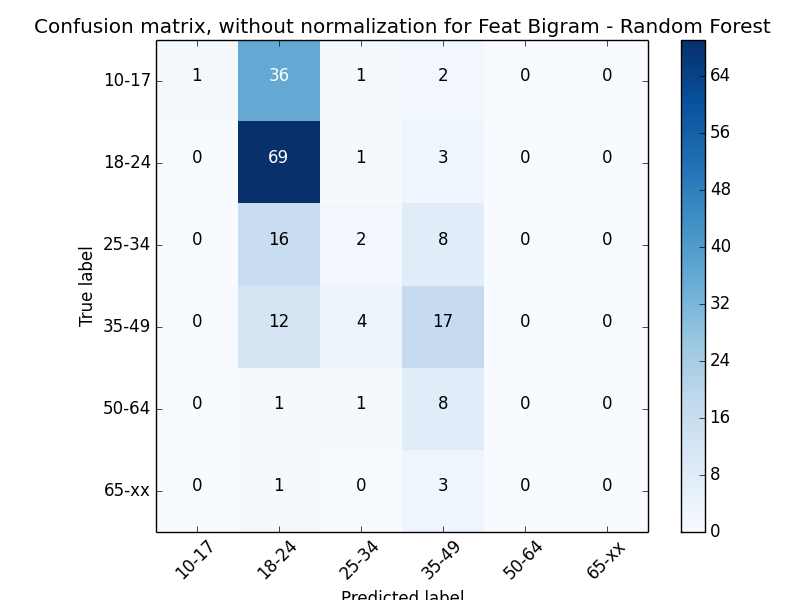 Confusion matrix, without normalization for Feat Bigram - Random Forest
10-17 1 36 1 2 0 0
18-24 0 69 1 3 0 0
25-34 0 16 2 8 0 0
35-49 0 12 4 17 0 0
50-64 0 1 1 8 0 0
65-xx 0 1 0 3 0 0
True label
10-17 18-24 25-34 35-49 50-64 65-xx
Predicted label
64
56
48
40
32
24
16
8
0